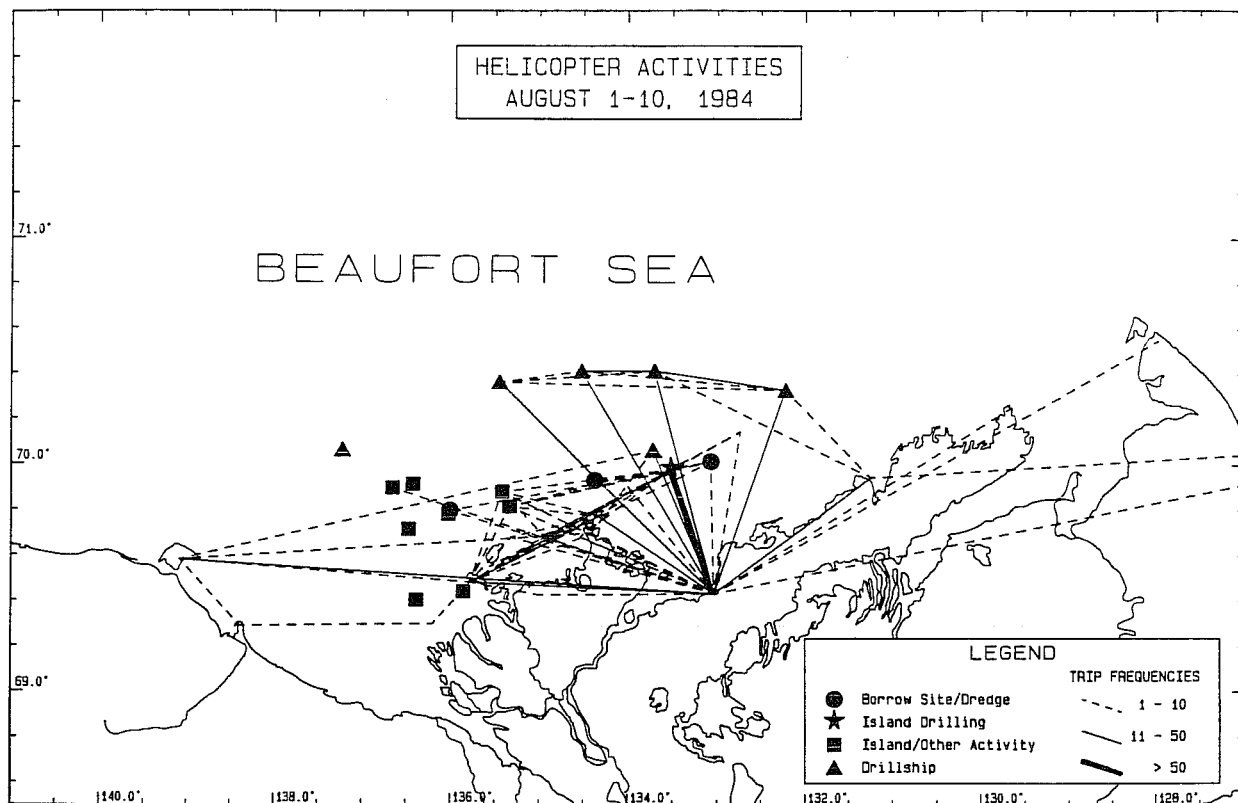 HELICOPTER ACTIVITIES
AUGUST 1-10, 1984
71.0°
BEAUFORT SEA
70.0°
69.0°
LEGEND
TRIP FREQUENCIES
Borrow Site/Dredge
1 - 10
Island Drilling
11 - 50
Island/Other Activity
Drillship
> 50
140.0° 138.0° 136.0° 134.0° 132.0° 130.0° 128.0°